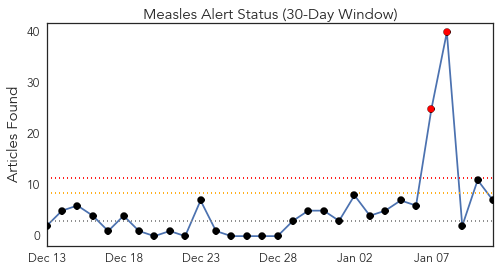 Measles Alert Status (30-Day Window)
Articles Found
40
30
20
10
0
Dec 13
Dec 18
Dec 23
Dec 28
Jan 02
Jan 07